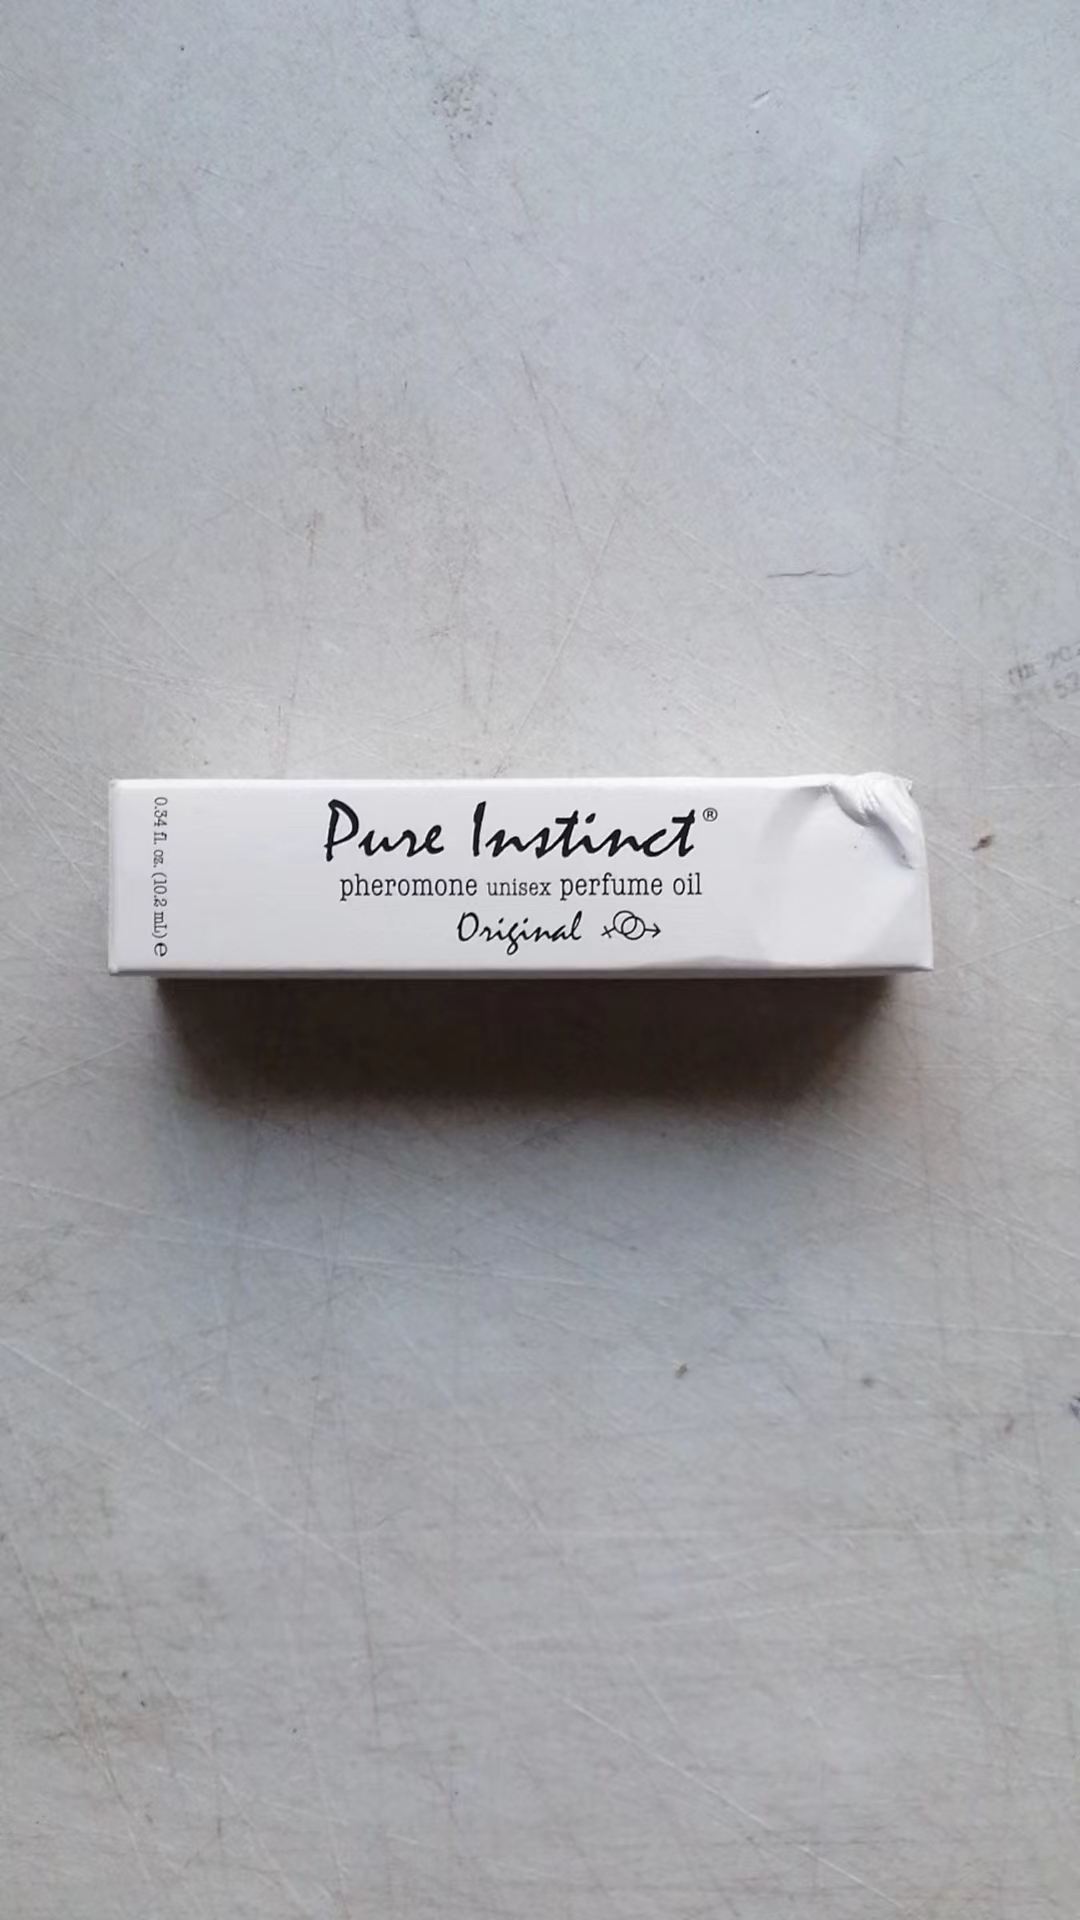 Pure Instinct®
pheromone unisex perfume oil
Original
0.34 fl. oz. (10.2 mL) ℮